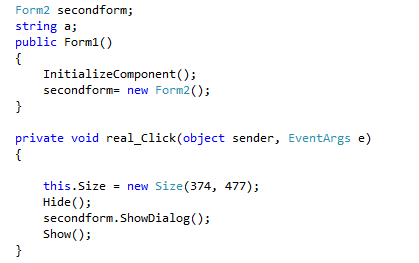 Form2 secondform;
string a;
public Form1()
{
    InitializeComponent();
    secondform= new Form2();
}

private void real_Click(object sender, EventArgs e)
{

    this.Size = new Size(374, 477);
    Hide();
    secondform.ShowDialog();
    Show();
}